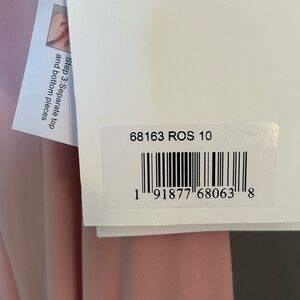 Step 3:Separate top
and bottom pieces
68163 ROS 10
1 91877 68063 8